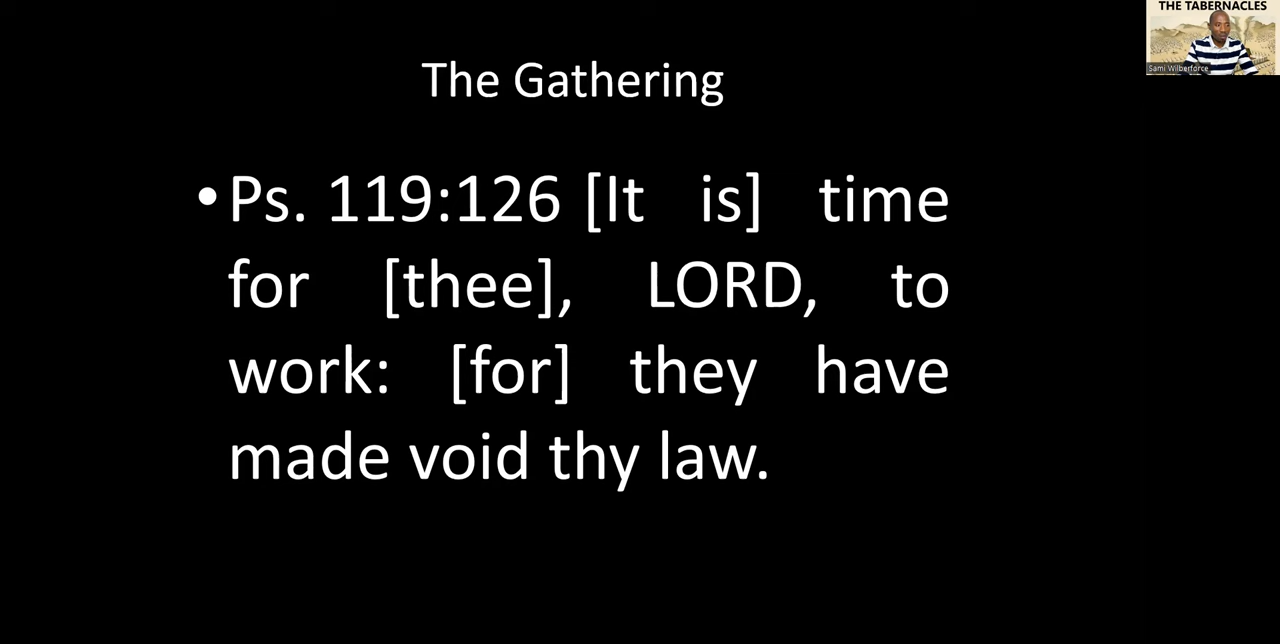 THE TABERNACLES
Sami Wilberforce
The Gathering
•Ps. 119:126 [It is] time
for [thee], LORD, to
work: [for] they have
made void thy law.